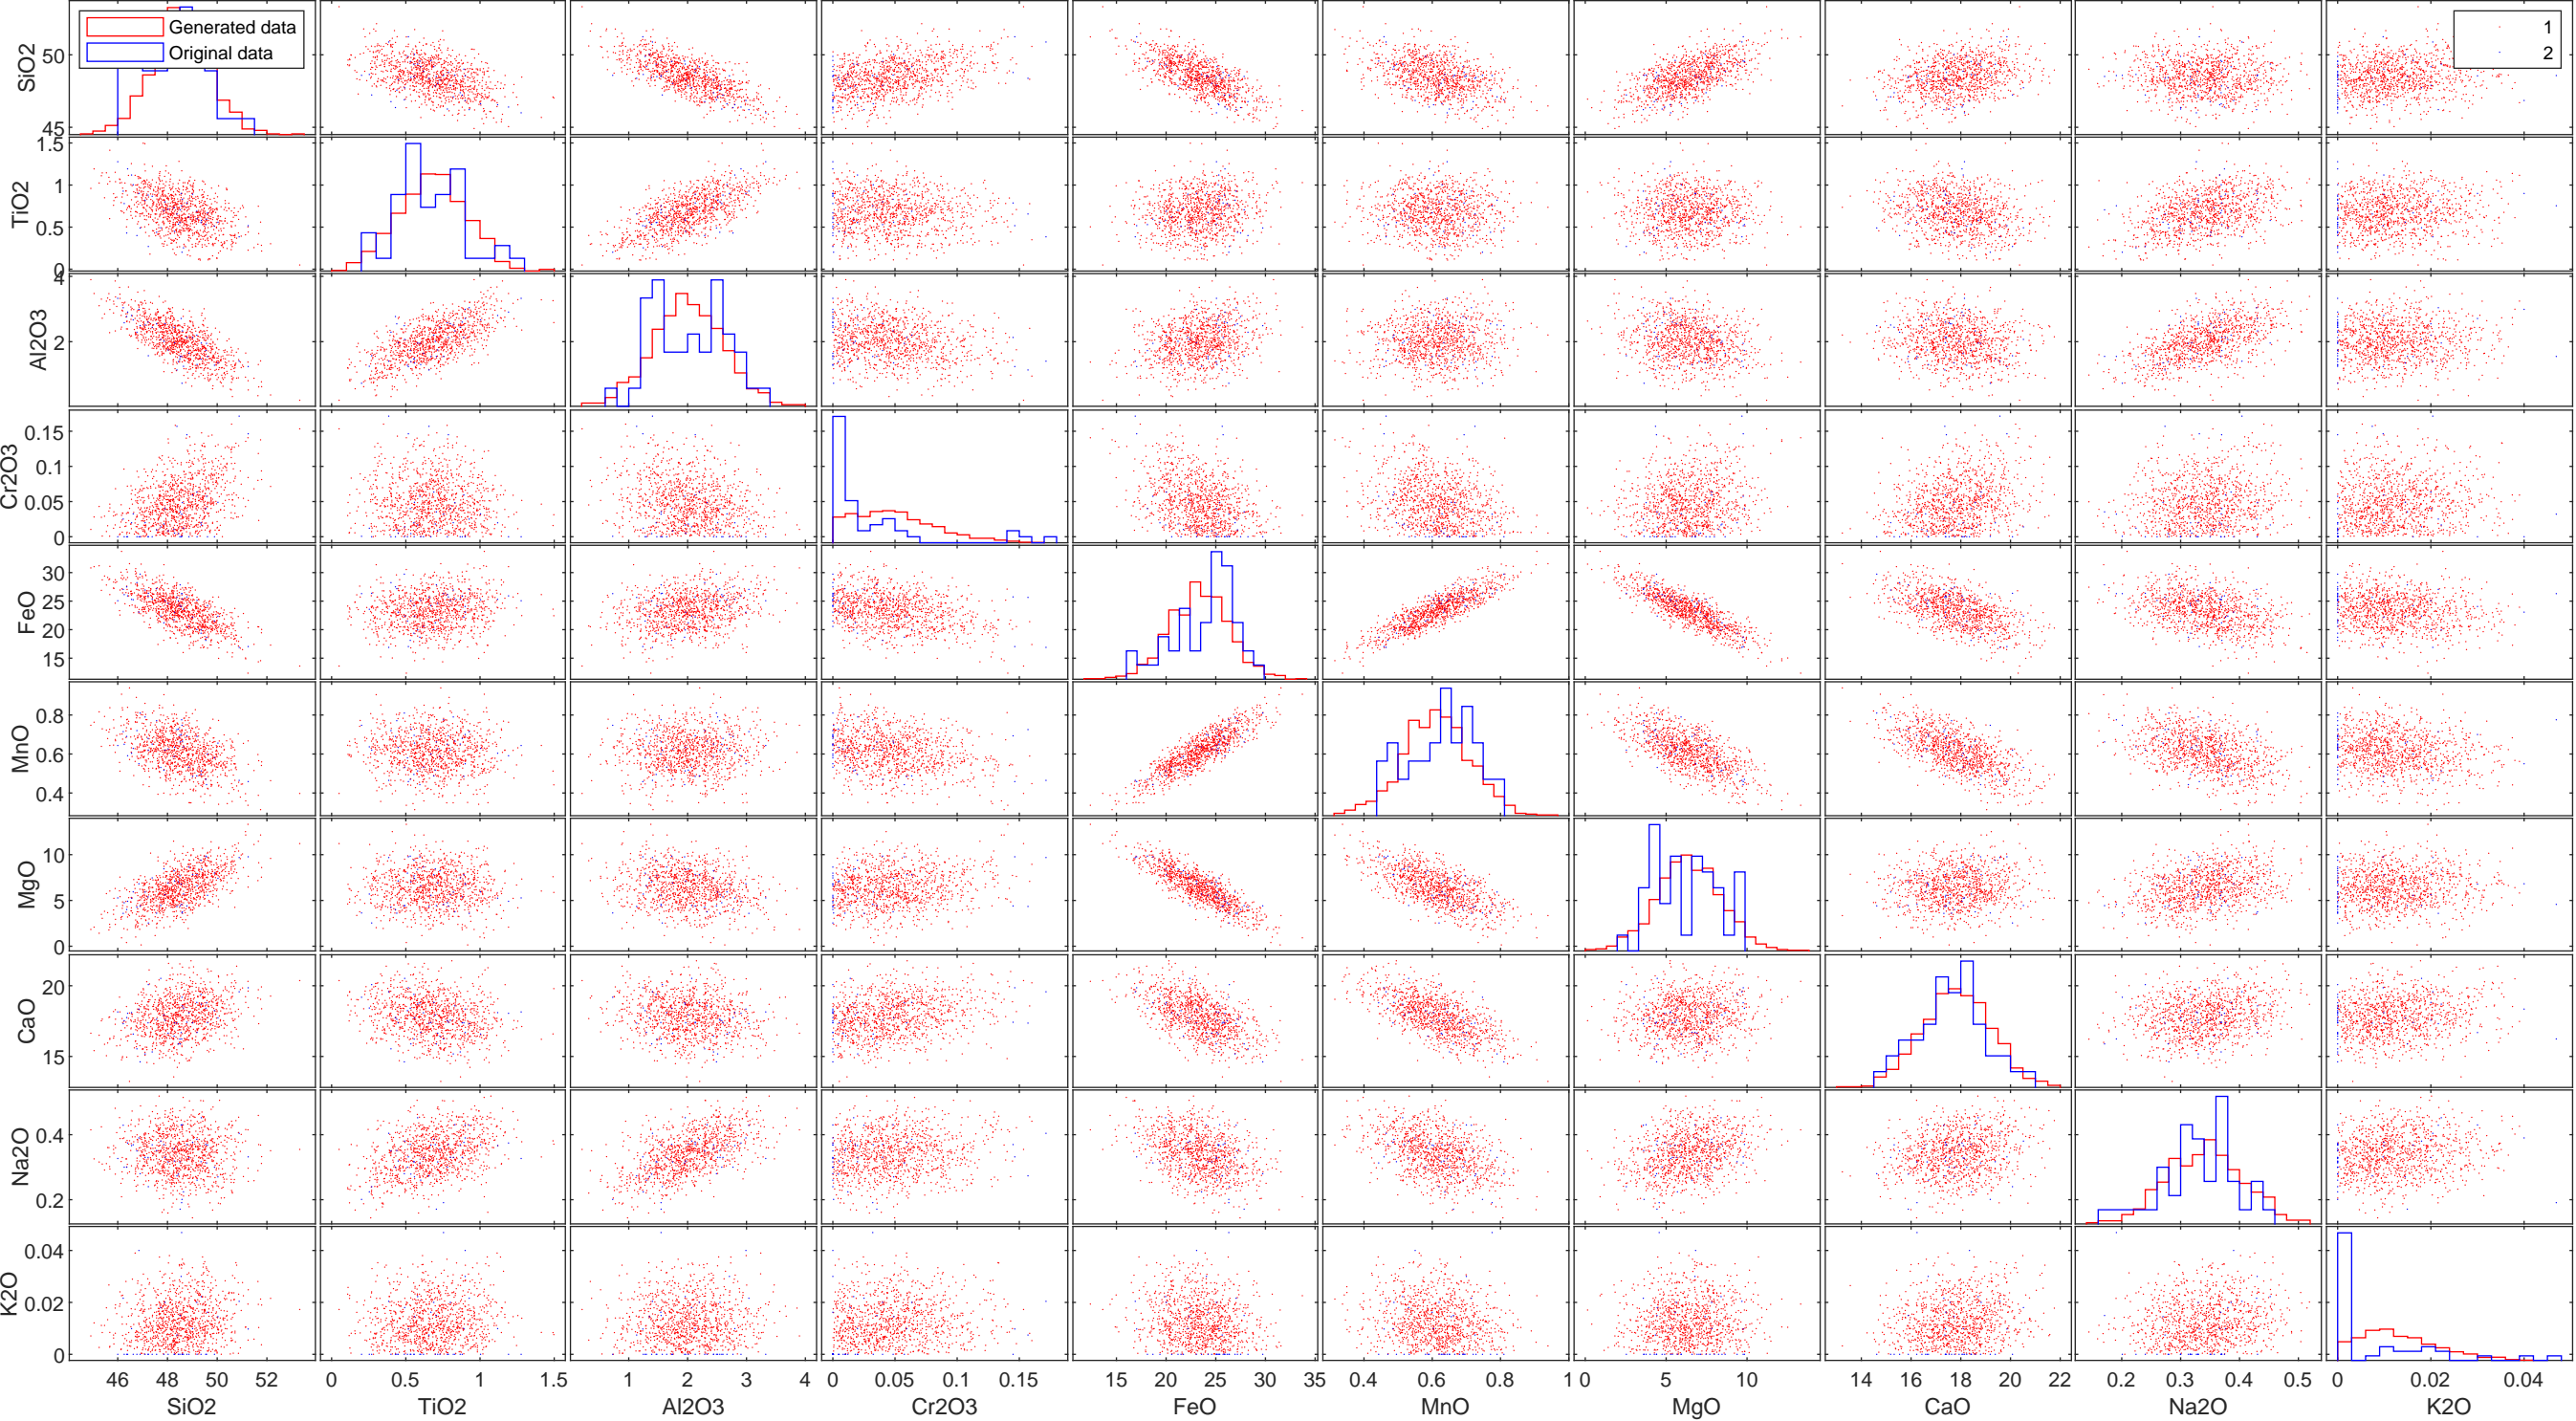 Generated data
Original data
1
2
SiO2
50
45
TiO2
1.5
1
0.5
0
Al2O3
4
2
Cr2O3
0.15
0.1
0.05
0
FeO
30
25
20
15
MnO
0.8
0.6
0.4
MgO
10
5
0
CaO
20
15
Na2O
0.4
0.2
K2O
0.04
0.02
0
46 48 50 52 0 0.5 1 1.5 1 2 3 4 0 0.05 0.1 0.15 15 20 25 30 35 0.4 0.6 0.8 1 0 5 10 14 16 18 20 22 0.2 0.3 0.4 0.5 0 0.02 0.04
SiO2 TiO2 Al2O3 Cr2O3 FeO MnO MgO CaO Na2O K2O